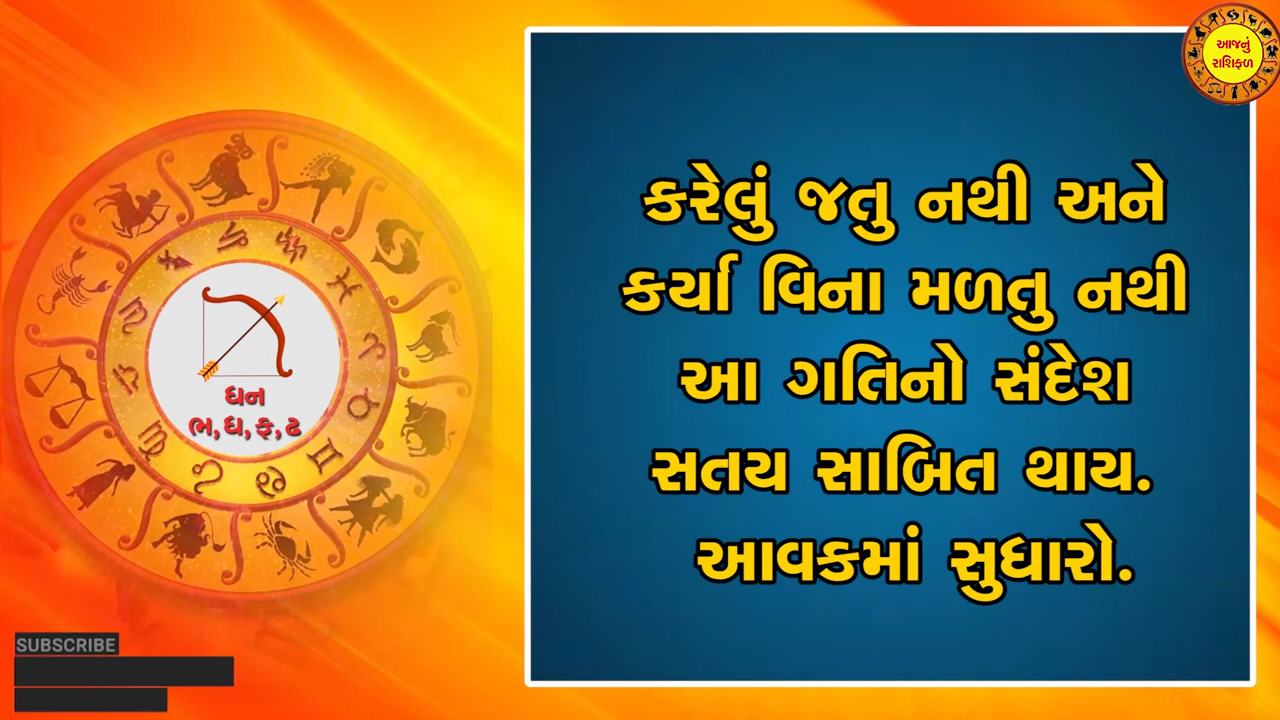 આજનું
રાશિફળ
કરેલું જતુ નથી અને
કર્યા વિના મળતુ નથી
આ ગતિનો સંદેશ
સતય સાબિત થાય.
આવકમાં સુધારો.
ધન
ભ, ધ, ફ, ઢ
SUBSCRIBE